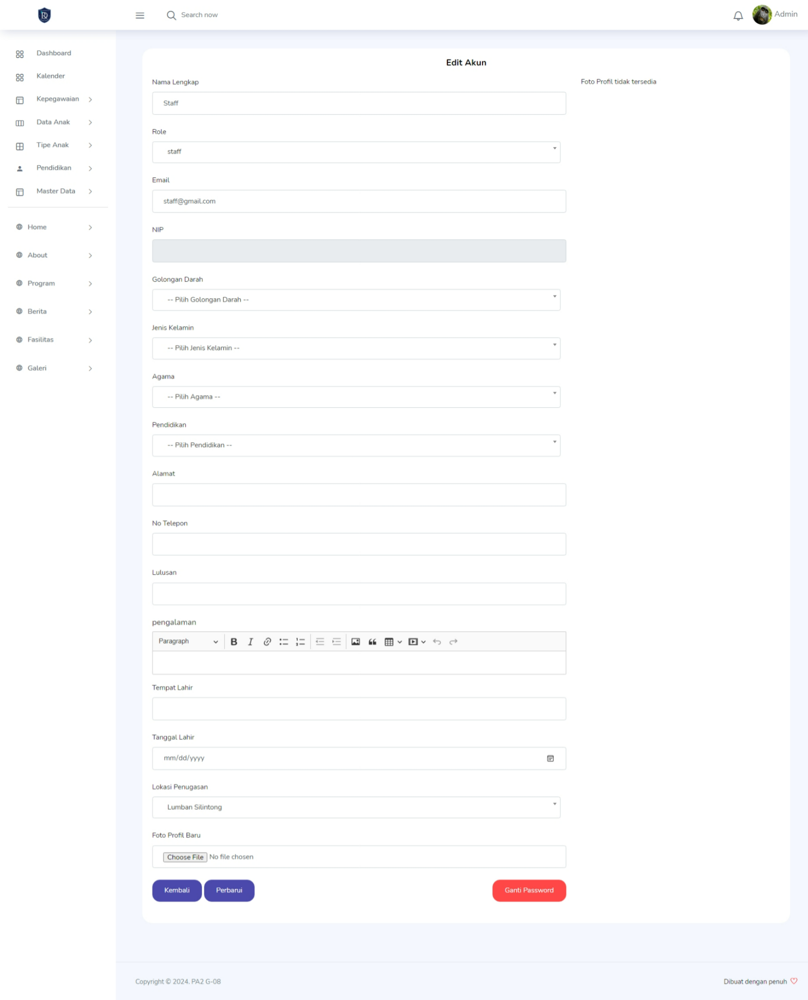 Search now
Admin
Dashboard
Kalender
Kepegawaian
Data Anak
Tipe Anak
Pendidikan
Master Data
Home
About
Program
Berita
Fasilitas
Galeri
Edit Akun
Nama Lengkap
Foto Profil tidak tersedia
Staff
Role
staff
Email
staff@gmail.com
NIP
Golongan Darah
-- Pilih Golongan Darah --
Jenis Kelamin
-- Pilih Jenis Kelamin --
Agama
-- Pilih Agama --
Pendidikan
-- Pilih Pendidikan --
Alamat
No Telepon
Lulusan
pengalaman
Paragraph
Tempat Lahir
Tanggal Lahir
mm/dd/yyyy
Lokasi Penugasan
Lumban Silintong
Foto Profil Baru
Choose File No file chosen
Kembali
Perbarui
Ganti Password
Copyright © 2024. PA2 G-08
Dibuat dengan penuh